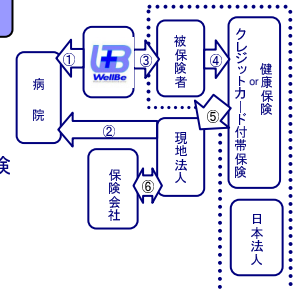 ①
WellBe
③
被保険者
④
クレジットカード付帯保険
or
健康保険
病院
②
現地法人
⑤
保険会社
⑥
日本法人
険